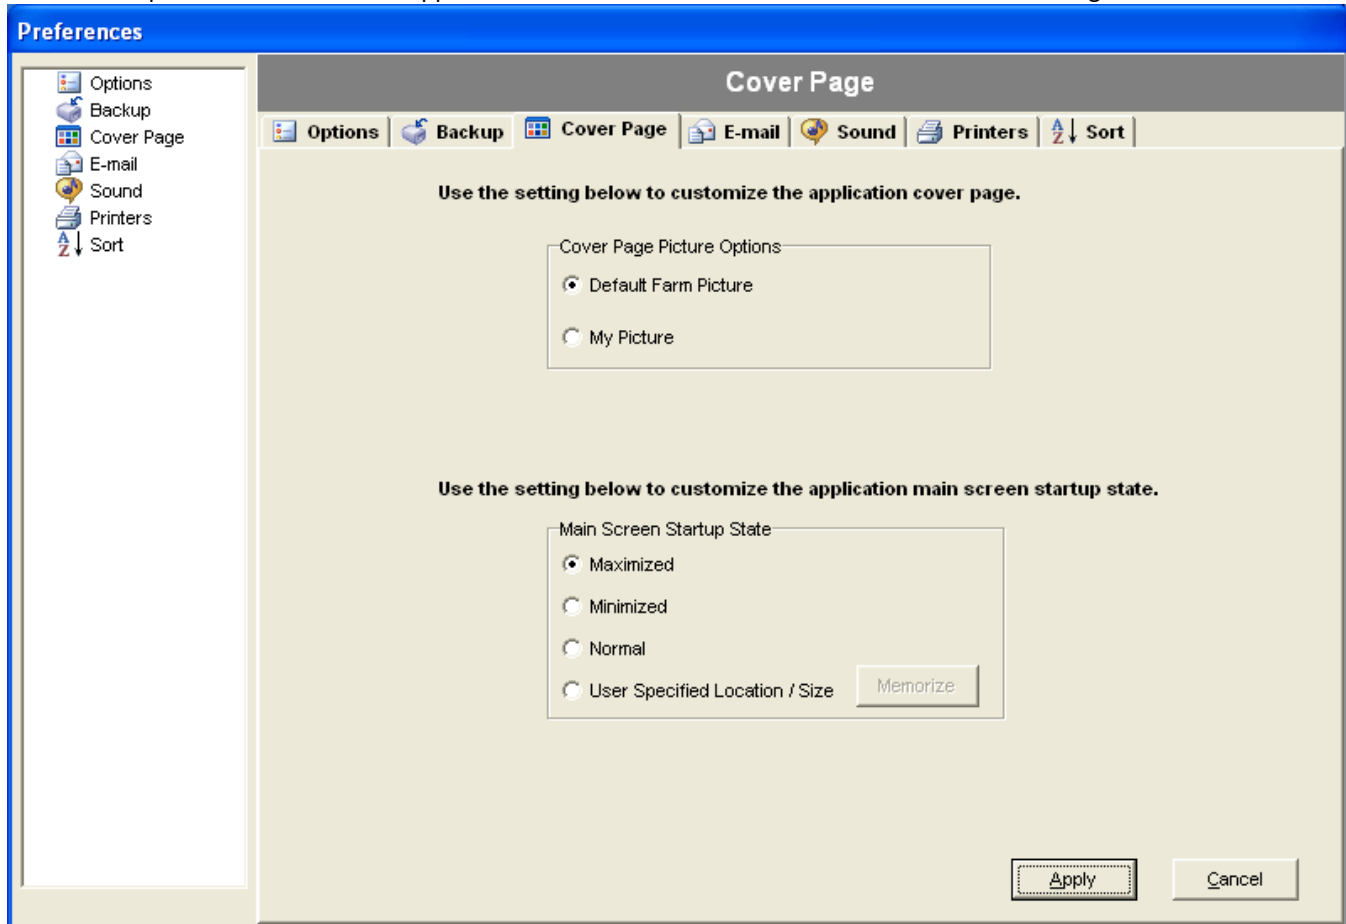 Preferences
Options
Backup
Cover Page
E-mail
Sound
Printers
Sort
Cover Page
Options Backup Cover Page E-mail Sound Printers Sort
Use the setting below to customize the application cover page.
Cover Page Picture Options
Default Farm Picture
My Picture
Use the setting below to customize the application main screen startup state.
Main Screen Startup State
Maximized
Minimized
Normal
User Specified Location / Size Memorize
Apply Cancel